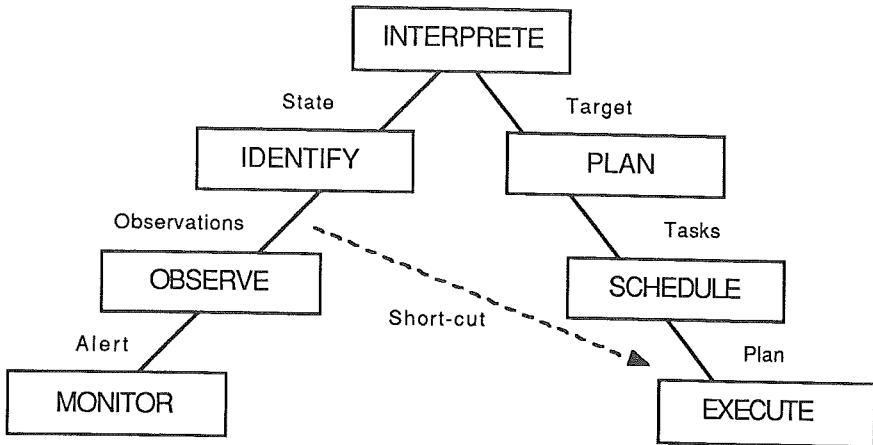 INTERPRETE
State
Target
IDENTIFY
PLAN
Observations
Tasks
OBSERVE
SCHEDULE
Short-cut
Alert
Plan
MONITOR
EXECUTE